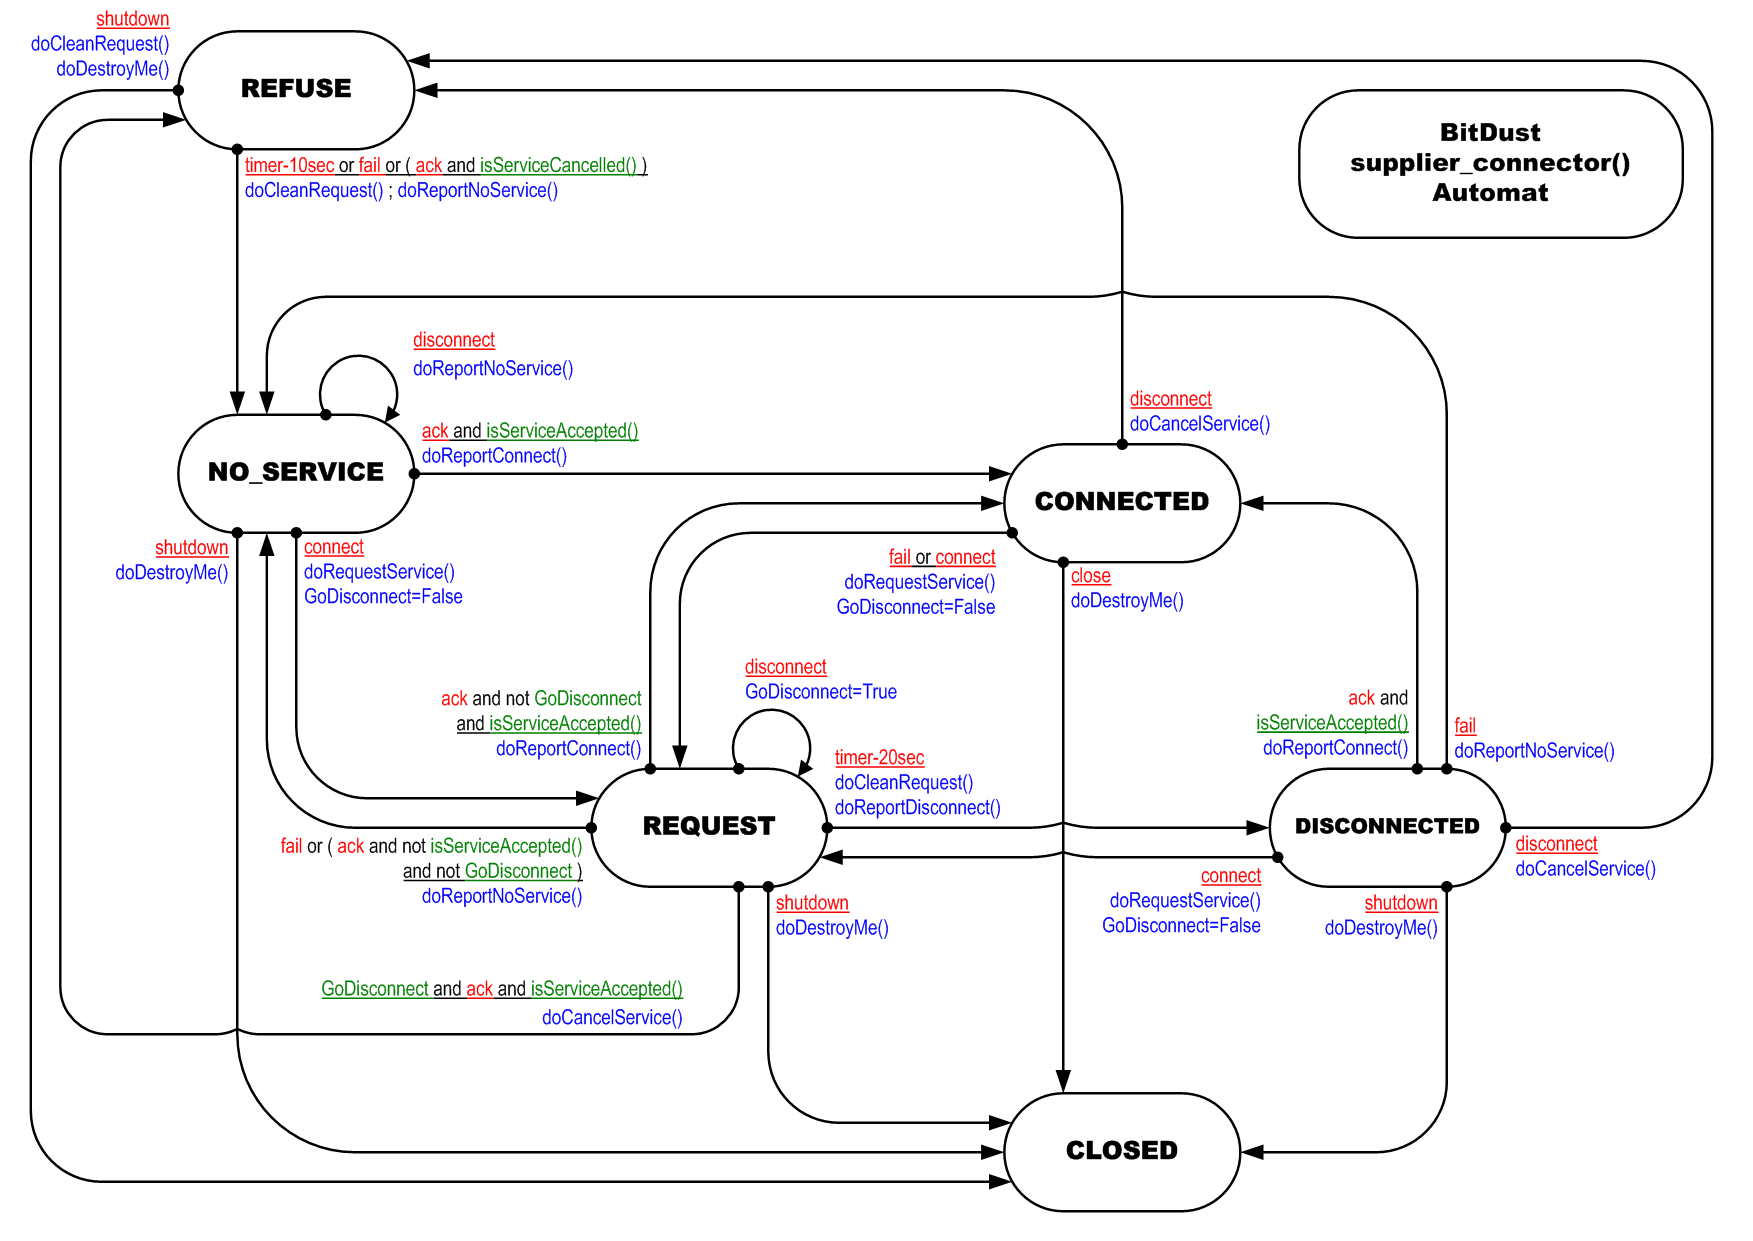 shutdown
doCleanRequest()
doDestroyMe()
REFUSE
timer-10sec or fail or ( ack and isServiceCancelled() )
doCleanRequest() ; doReportNoService()
BitDust
supplier_connector()
Automat
disconnect
doReportNoService()
NO_SERVICE
ack and isServiceAccepted()
doReportConnect()
disconnect
doCancelService()
CONNECTED
shutdown
doDestroyMe()
connect
doRequestService()
GoDisconnect=False
fail or connect
doRequestService()
GoDisconnect=False
close
doDestroyMe()
ack and not GoDisconnect
and isServiceAccepted()
doReportConnect()
disconnect
GoDisconnect=True
timer-20sec
doCleanRequest()
doReportDisconnect()
ack and
isServiceAccepted()
doReportConnect()
fail
doReportNoService()
REQUEST
DISCONNECTED
fail or ( ack and not isServiceAccepted()
and not GoDisconnect )
doReportNoService()
shutdown
doDestroyMe()
connect
doRequestService()
GoDisconnect=False
shutdown
doDestroyMe()
disconnect
doCancelService()
GoDisconnect and ack and isServiceAccepted()
doCancelService()
CLOSED